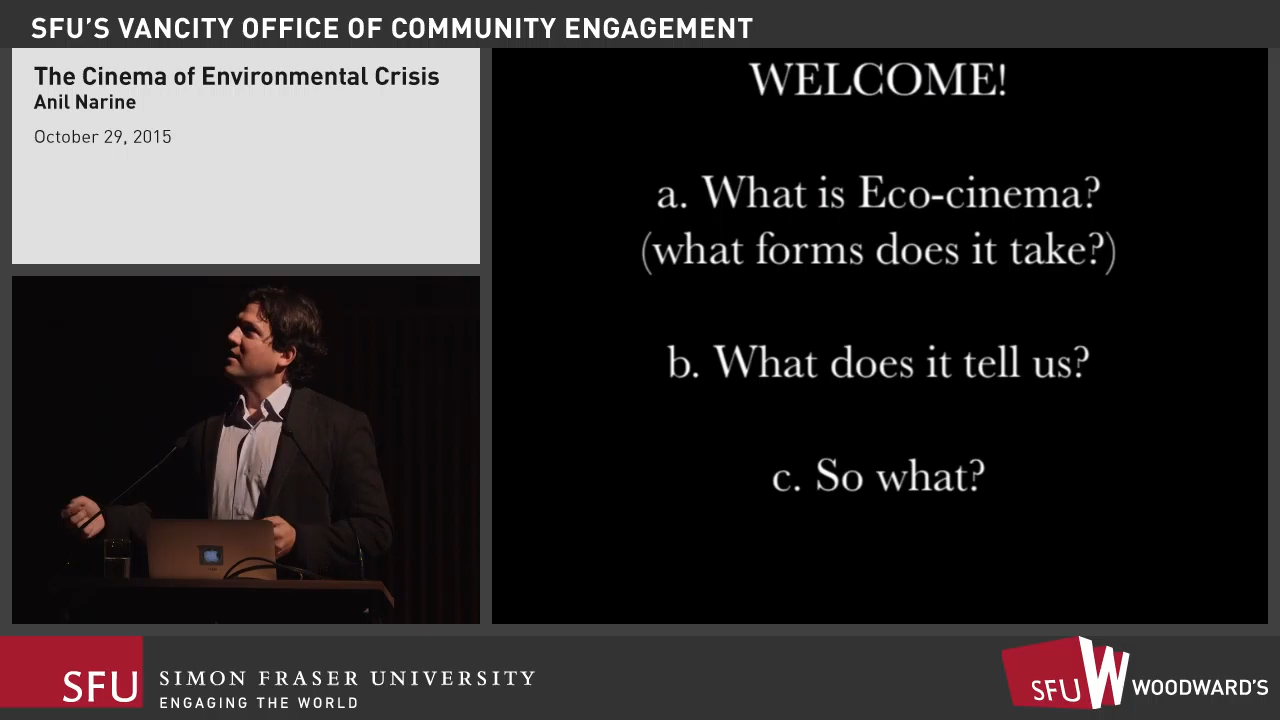 SFU'S VANCITY OFFICE OF COMMUNITY ENGAGEMENT
The Cinema of Environmental Crisis
Anil Narine
October 29, 2015
WELCOME!
a. What is Eco-cinema?
(what forms does it take?)
b. What does it tell us?
c. So what?
SFU
SIMON FRASER UNIVERSITY
ENGAGING THE WORLD
SFU W WOODWARD'S